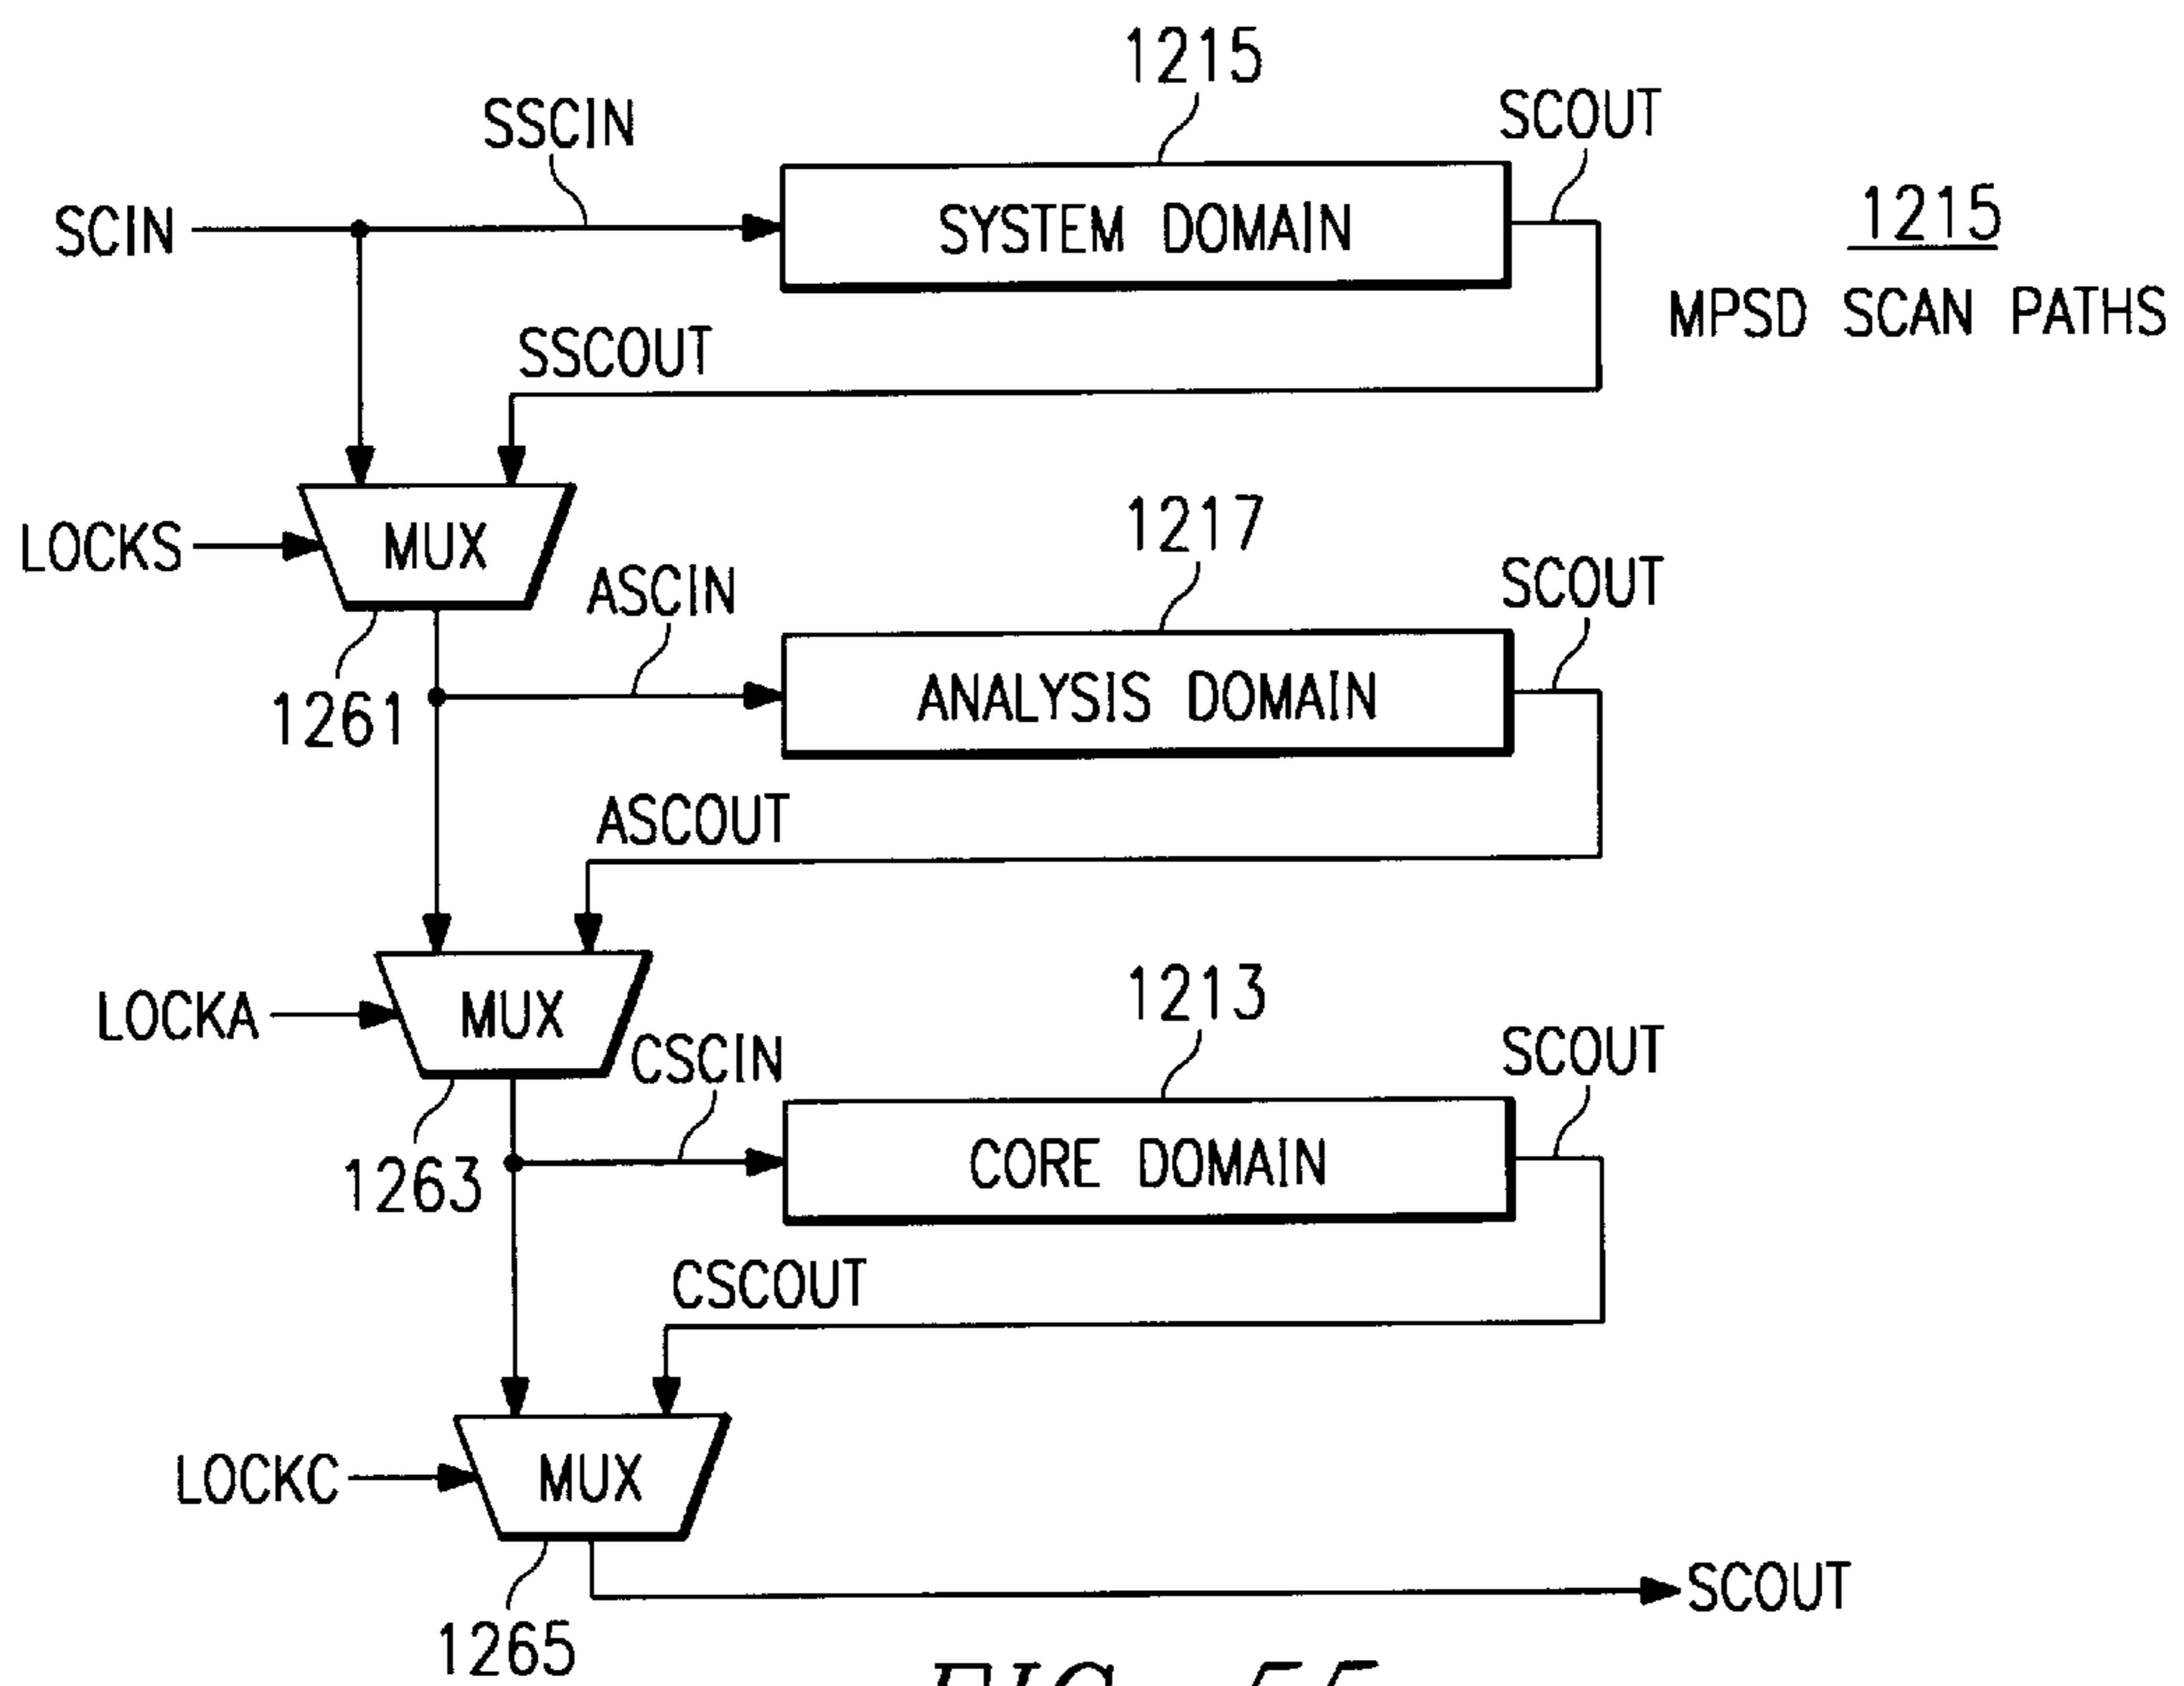 1215
SSCIN
SCOUT
SCIN
SYSTEM DOMAIN
1215
MPSD SCAN PATHS
SSCOUT
LOCKS
MUX
1217
ASCIN
SCOUT
1261
ANALYSIS DOMAIN
ASCOUT
LOCKA
MUX
1213
CSCIN
SCOUT
1263
CORE DOMAIN
CSCOUT
LOCKC
MUX
SCOUT
1265